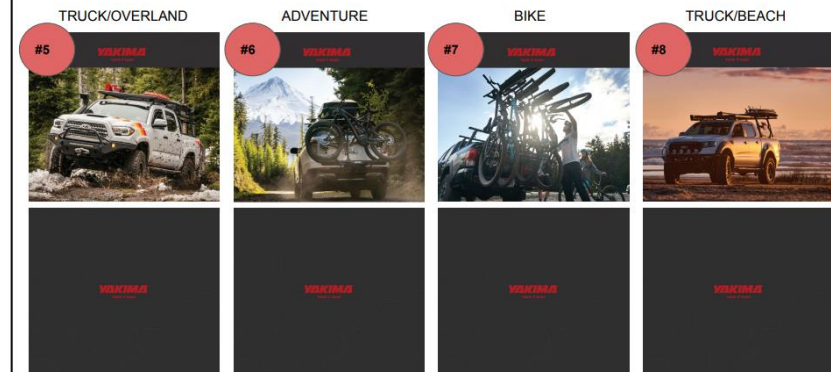 TRUCK/OVERLAND
ADVENTURE
BIKE
TRUCK/BEACH
#5
YAKIMA
#6
YAKIMA
#7
YAKIMA
#8
YAKIMA
YAKIMA
YAKIMA
YAKIMA
YAKIMA